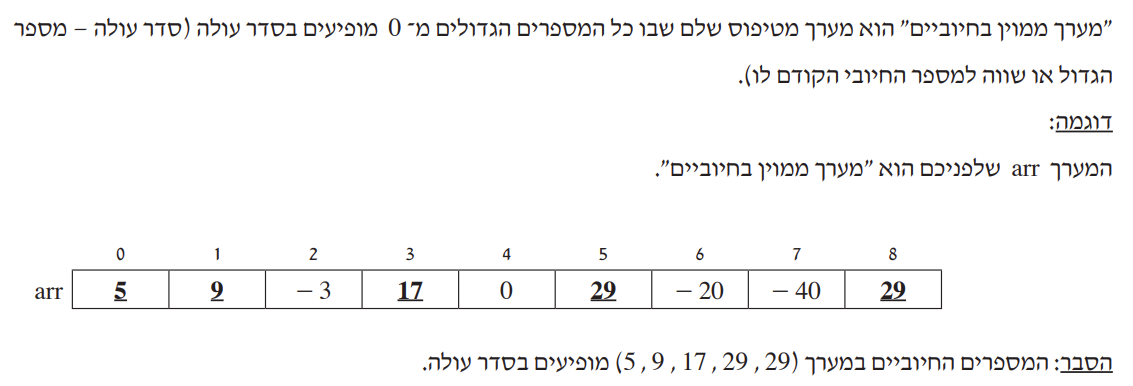 "מערך ממוין בחיוביים" הוא מערך מטיפוס שלם שבו כל המספרים הגדולים מ־ 0 מופיעים בסדר עולה (סדר עולה – מספר
הגדול או שווה למספר החיובי הקודם לו).
דוגמה:
המערך arr שלפניכם הוא "מערך ממוין בחיוביים".
0 1 2 3 4 5 6 7 8
arr 5 9 – 3 17 0 29 – 20 – 40 29
הסבר: המספרים החיוביים במערך (5 , 9 , 17 , 29 , 29) מופיעים בסדר עולה.